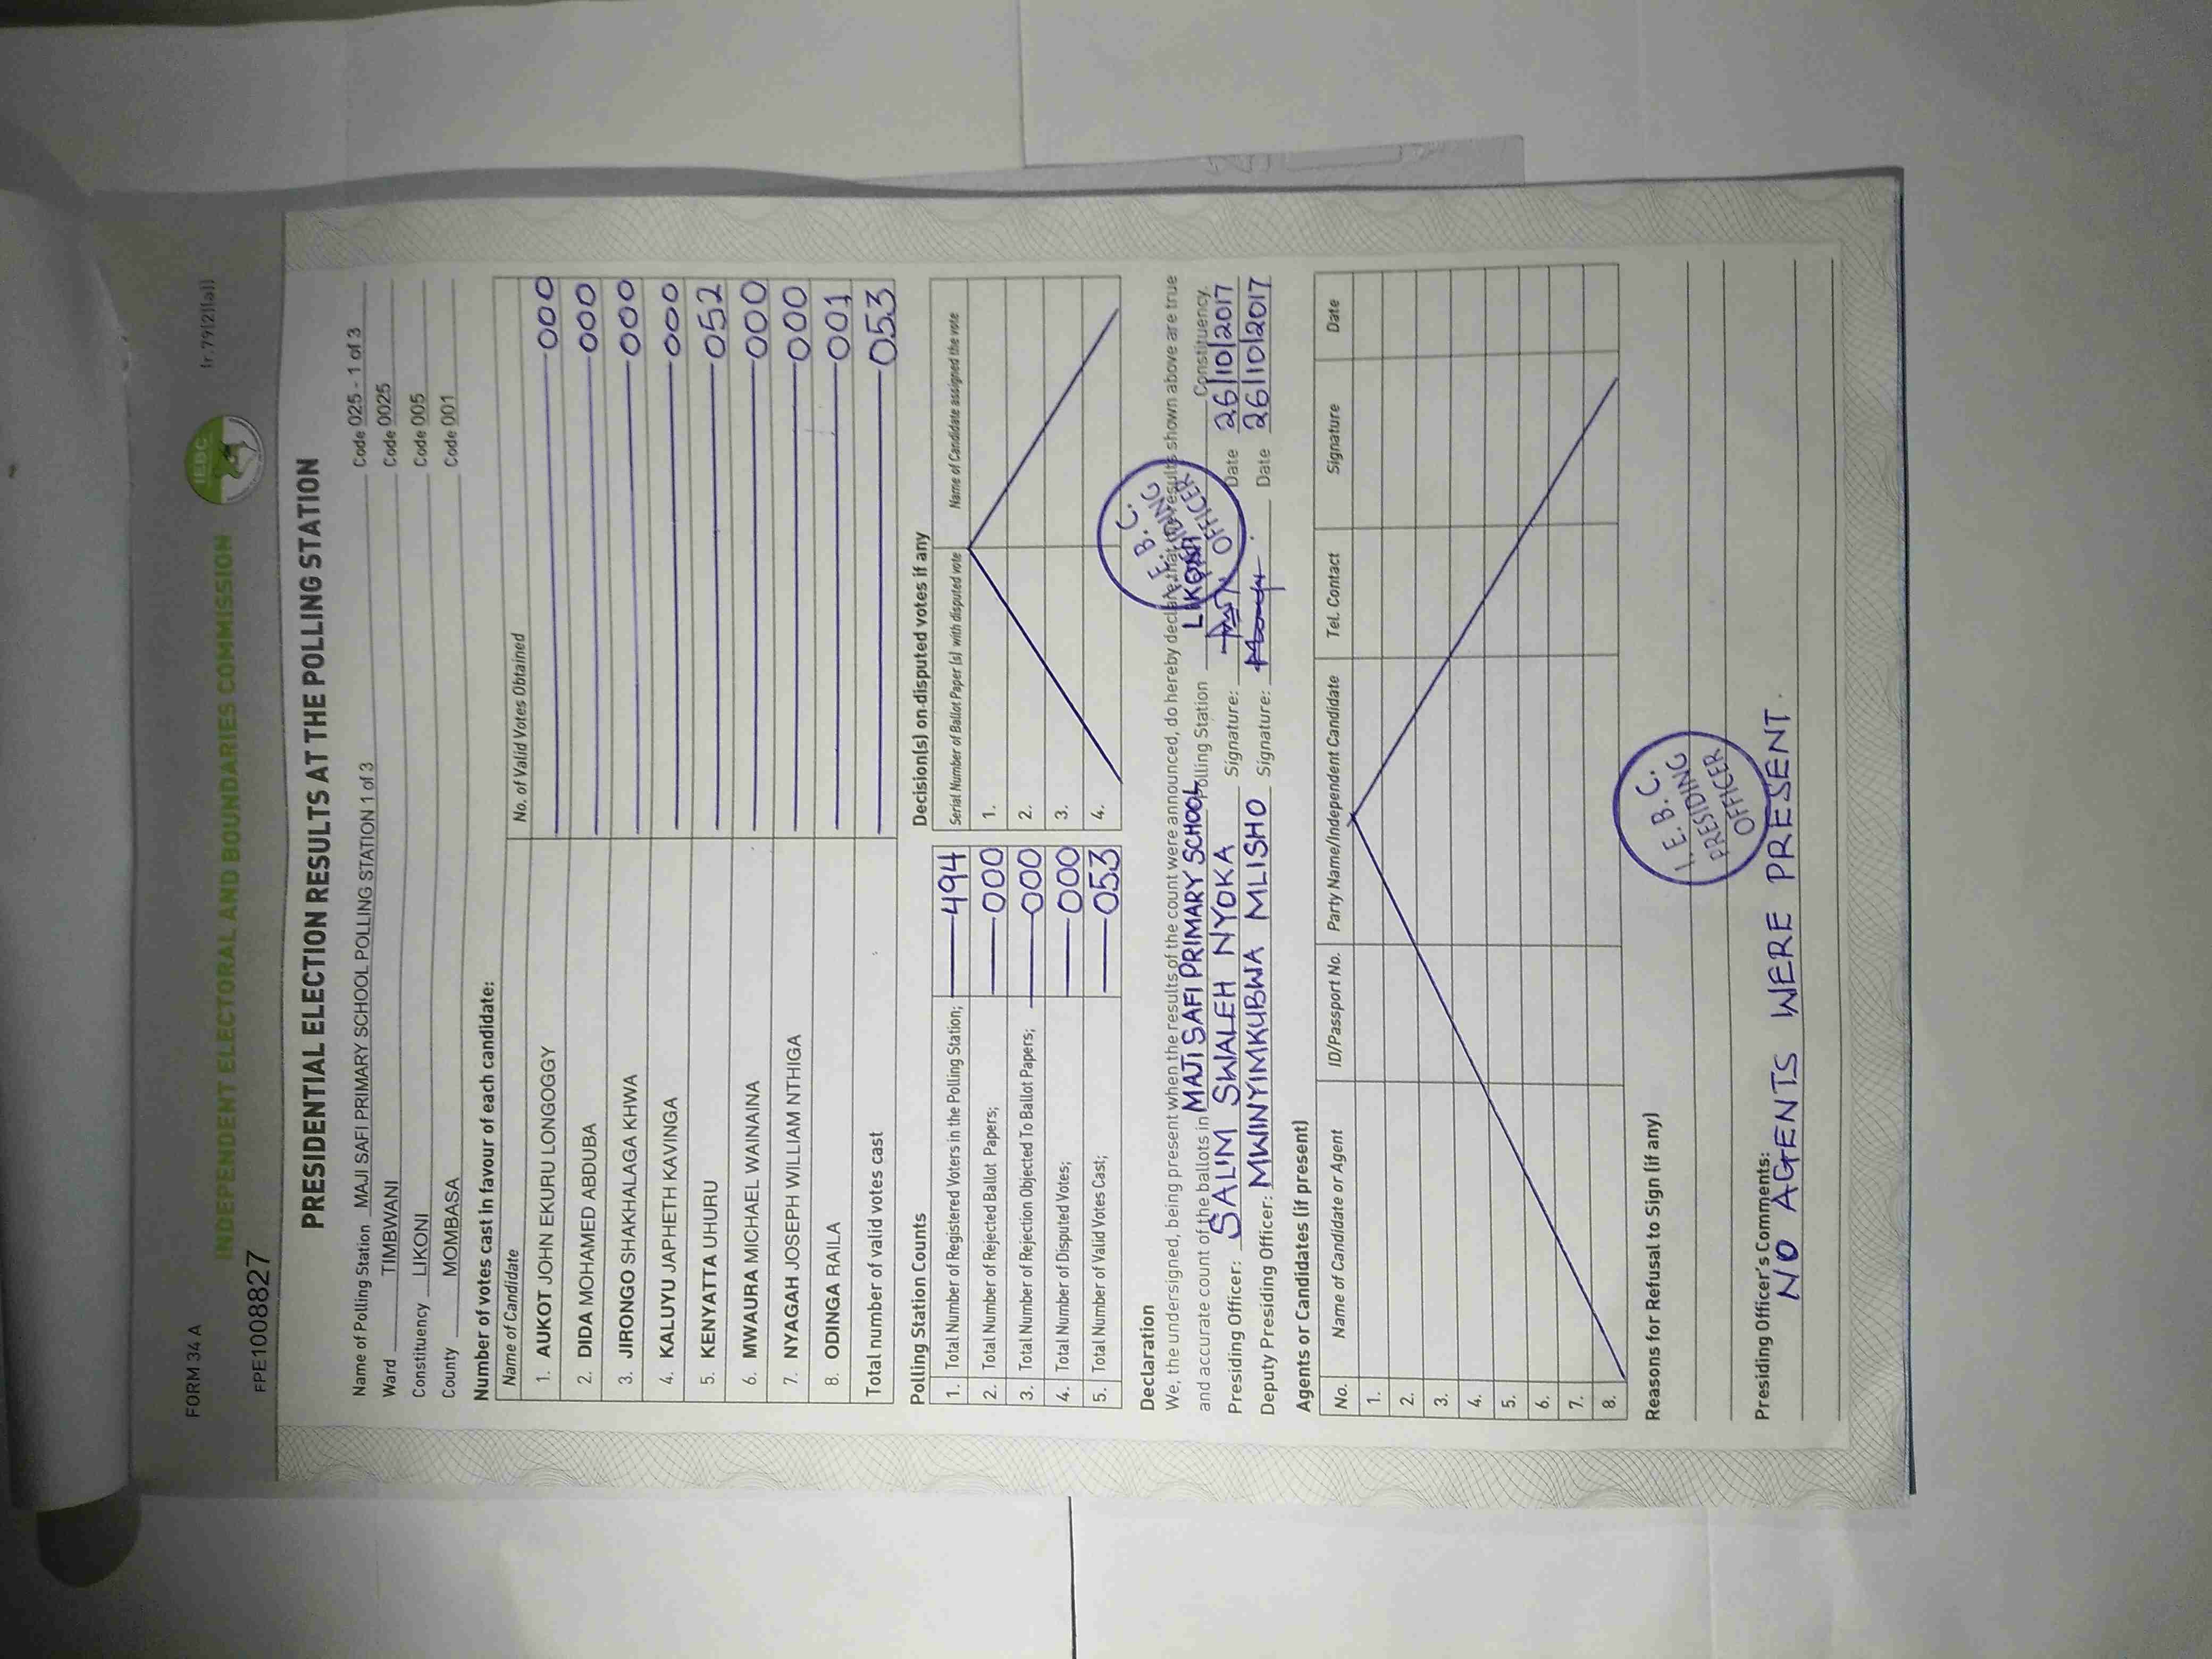 FORM 34 A
INDEPENDENT ELECTORAL AND BOUNDARIES COMMISSION
IEBC
(r.79(2)(a))
FPE1008827
PRESIDENTIAL ELECTION RESULTS AT THE POLLING STATION
Name of Polling Station MAJI SAFI PRIMARY SCHOOL POLLING STATION 1 of 3 Code 025 - 1 of 3
Ward TIMBWANI Code 0025
Constituency LIKONI Code 005
County MOMBASA Code 001
Number of votes cast in favour of each candidate:
Name of Candidate No. of Valid Votes Obtained
1. AUKOT JOHN EKURU LONGOGGY 000
2. DIDA MOHAMED ABDUBA 000
3. JIRONGO SHAKHALAGA KHWA 000
4. KALUYU JAPHETH KAVINGA 000
5. KENYATTA UHURU 052
6. MWAURA MICHAEL WAINAINA 000
7. NYAGAH JOSEPH WILLIAM NTHIGA 000
8. ODINGA RAILA 001
Total number of valid votes cast 053
Polling Station Counts
1. Total Number of Registered Voters in the Polling Station; 494
2. Total Number of Rejected Ballot Papers; 000
3. Total Number of Rejection Objected To Ballot Papers; 000
4. Total Number of Disputed Votes; 000
5. Total Number of Valid Votes Cast; 053
Decision(s) on disputed votes if any
Serial Number of Ballot Paper (s) with disputed vote Name of Candidate assigned the vote
1.
2.
3.
4.
Declaration
We, the undersigned, being present when the results of the count were announced, do hereby declare that the results shown above are true
and accurate count of the ballots in MAJI SAFI PRIMARY SCHOOL Polling Station LIKONI Constituency.
Presiding Officer: SALIM SWALEH NYOKA Signature: Date 26/10/2017
Deputy Presiding Officer: MWINYIMKUBWA MLISHO Signature: Date 26/10/2017
I. E. B. C.
PRESIDING
OFFICER
Agents or Candidates (if present)
No. Name of Candidate or Agent ID/Passport No. Party Name/Independent Candidate Tel. Contact Signature Date
1.
2.
3.
4.
5.
6.
7.
8.
Reasons for Refusal to Sign (if any)
I. E. B. C.
PRESIDING
OFFICER
Presiding Officer's Comments:
NO AGENTS WERE PRESENT.